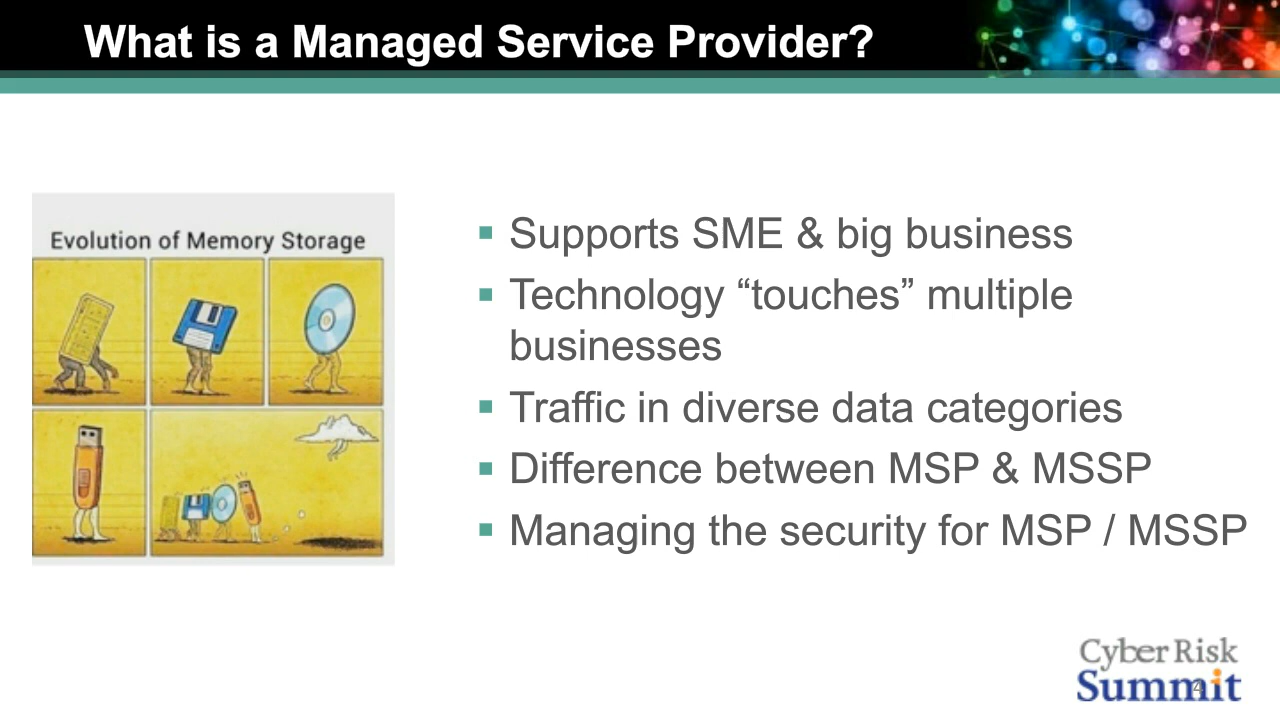 What is a Managed Service Provider?
Evolution of Memory Storage
Supports SME & big business
Technology “touches” multiple
businesses
Traffic in diverse data categories
Difference between MSP & MSSP
Managing the security for MSP / MSSP
Cyber Risk
Summit
4